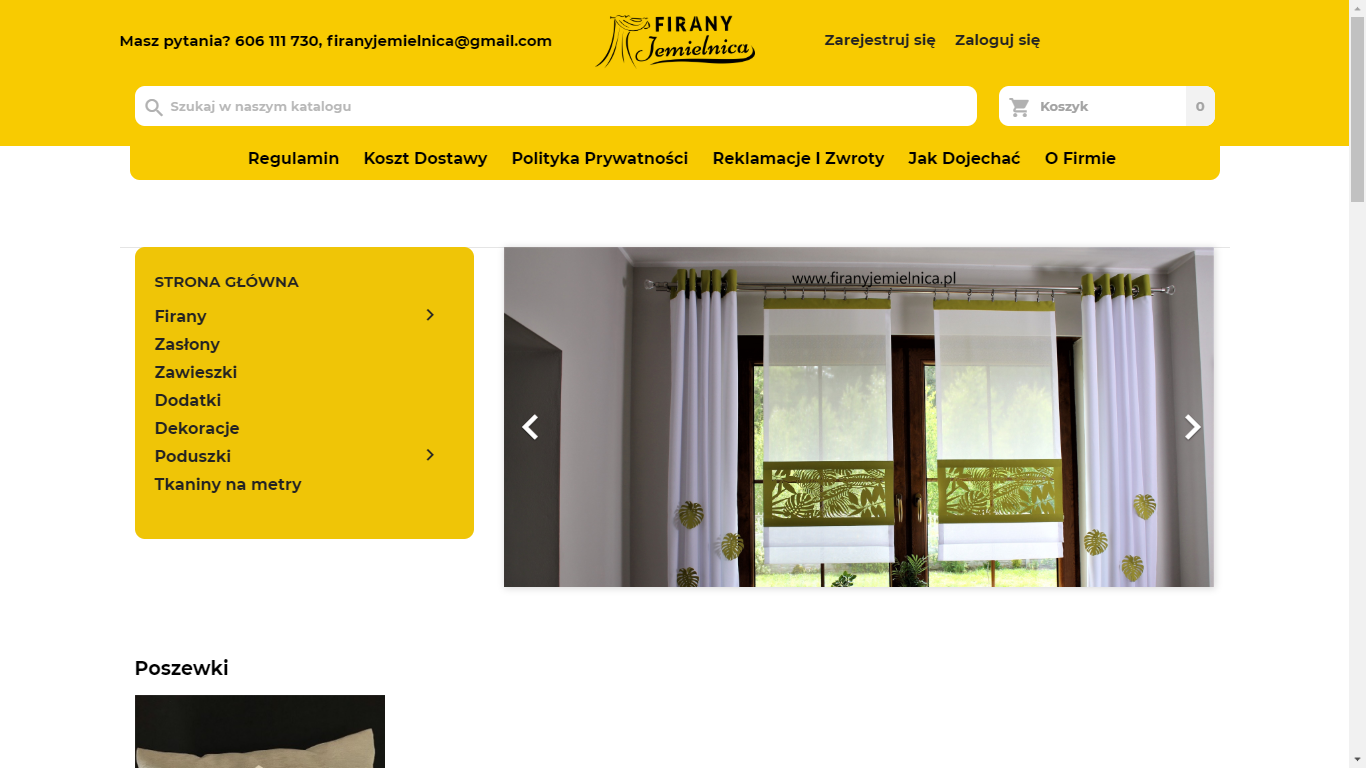 Masz pytania? 606 111 730, firanyjemielnica@gmail.com
FIRANY
Jemielnica
Zarejestruj się Zaloguj się
Szukaj w naszym katalogu
Koszyk 0
Regulamin Koszt Dostawy Polityka Prywatności Reklamacje I Zwroty Jak Dojechać O Firmie
STRONA GŁÓWNA
Firany
Zasłony
Zawieszki
Dodatki
Dekoracje
Poduszki
Tkaniny na metry
www.firanyjemielnica.pl
Poszewki